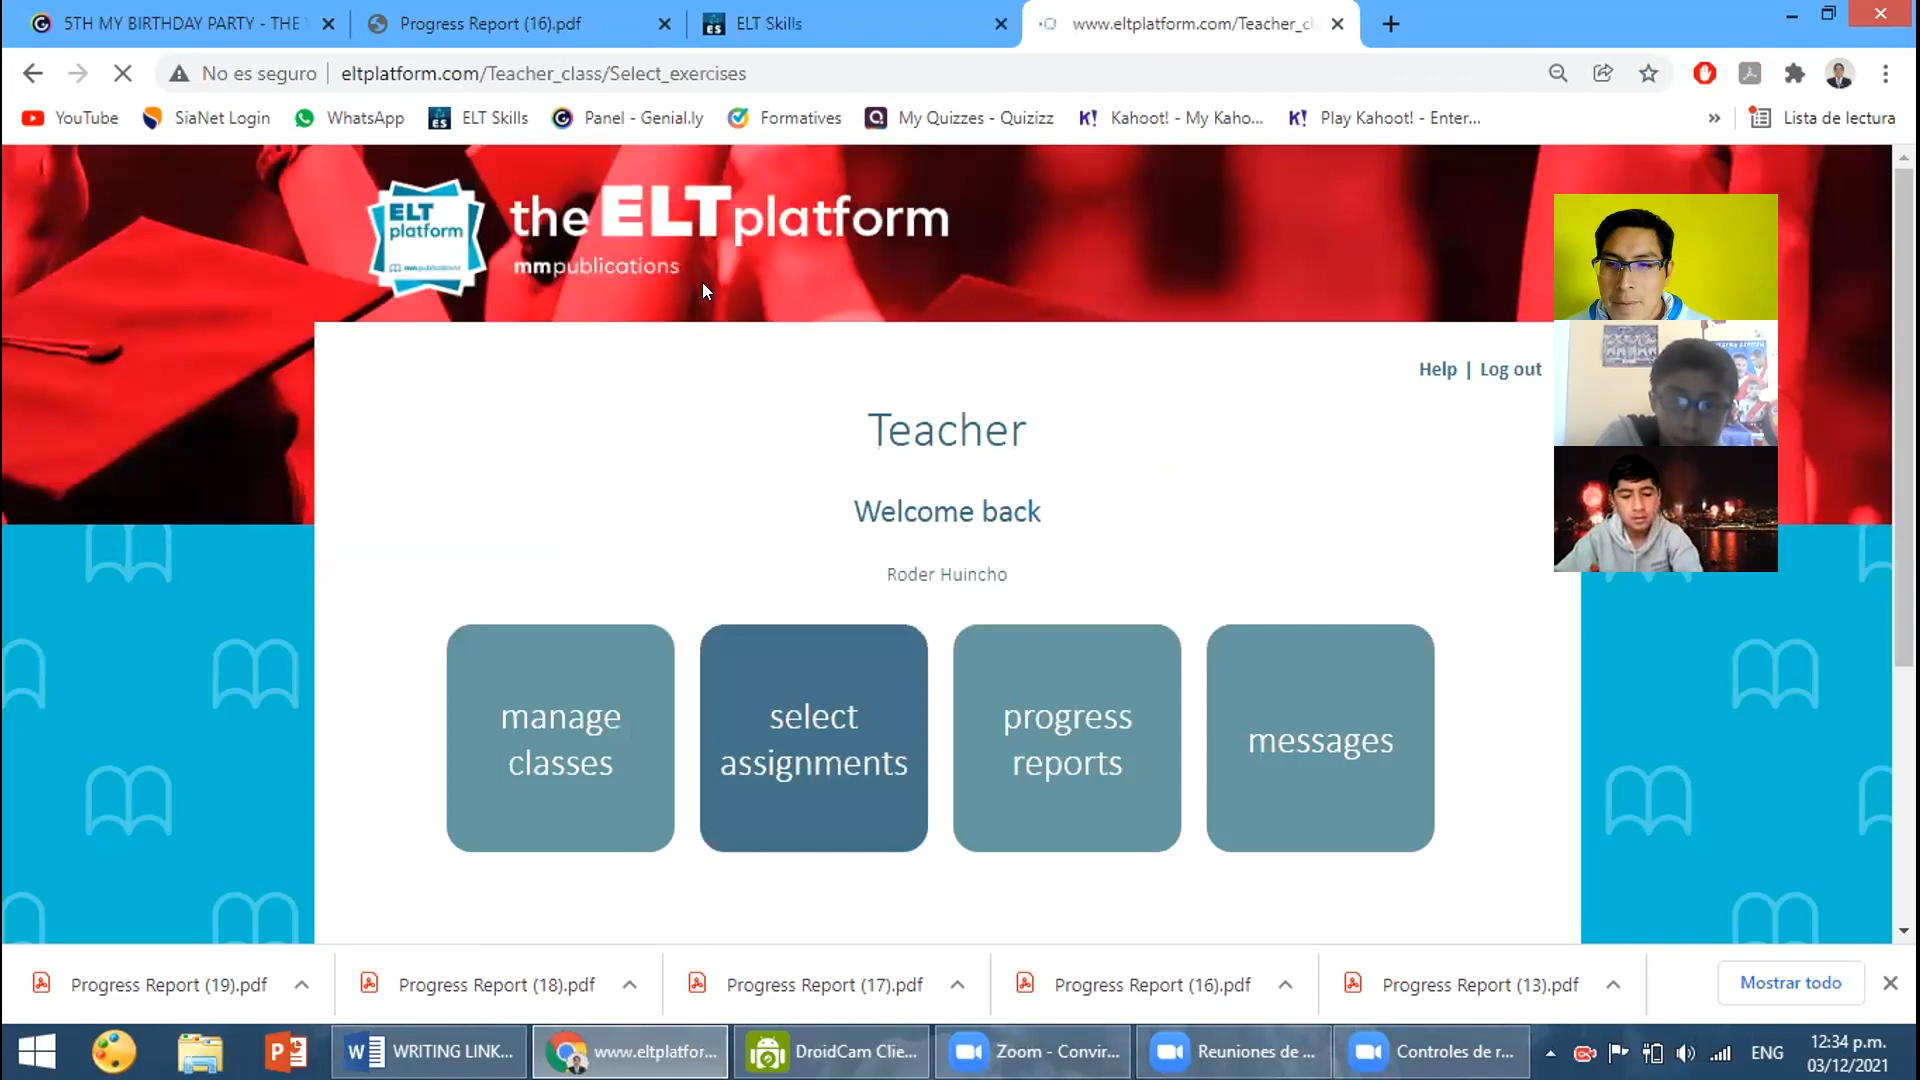 5TH MY BIRTHDAY PARTY - THE
Progress Report (16).pdf
ELT Skills
www.eltplatform.com/Teacher_cl
No es seguro
eltplatform.com/Teacher_class/Select_exercises
YouTube
SiaNet Login
WhatsApp
ELT Skills
Panel - Genial.ly
Formatives
My Quizzes - Quizizz
Kahoot! - My Kaho...
Play Kahoot! - Enter...
»
Lista de lectura
ELT
platform
the ELT platform
mmpublications
Help | Log out
Teacher
Welcome back
Roder Huincho
manage
classes
select
assignments
progress
reports
messages
Progress Report (19).pdf
Progress Report (18).pdf
Progress Report (17).pdf
Progress Report (16).pdf
Progress Report (13).pdf
Mostrar todo
WRITING LINK...
www.eltplatfor...
DroidCam Clie...
Zoom - Convir...
Reuniones de ...
Controles de r...
ENG
12:34 p.m.
03/12/2021